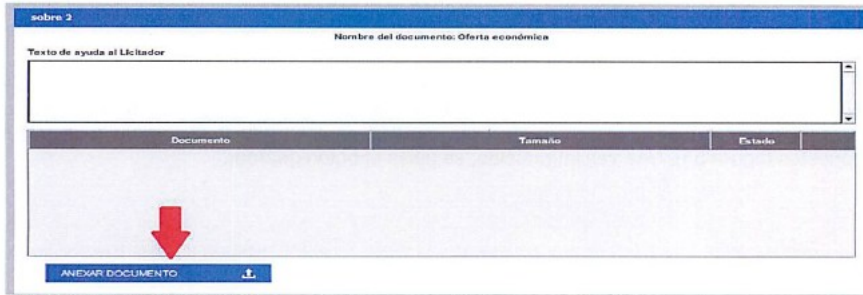 sobre 2
Nombre del documento: Oferta económica
Texto de ayuda al Licitador
Documento Tamaño Estado
ANEXAR DOCUMENTO